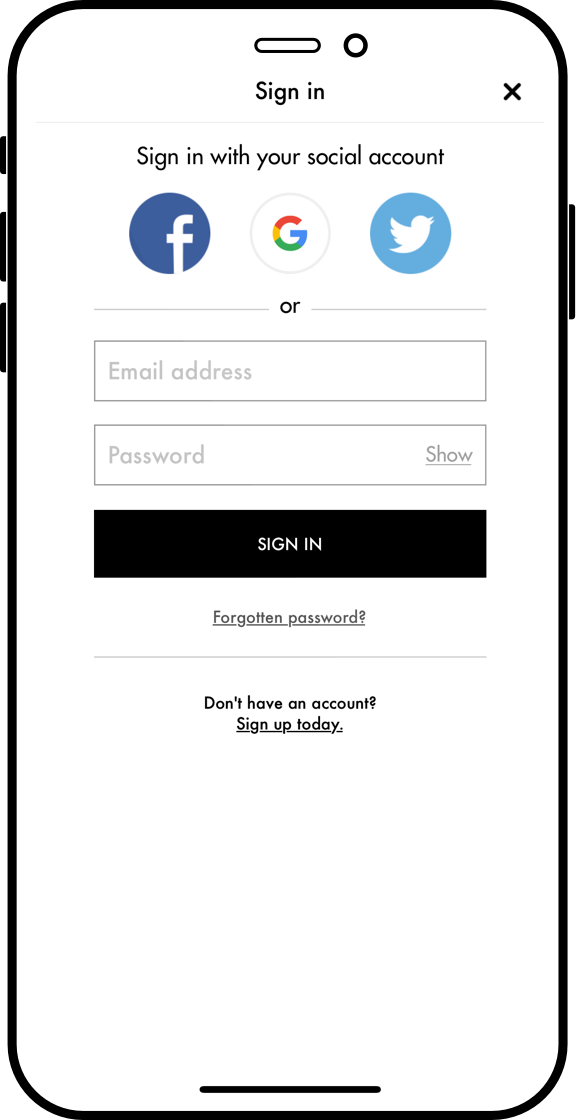 Sign in
Sign in with your social account
or
Email address
Password
Show
SIGN IN
Forgotten password?
Don't have an account?
Sign up today.